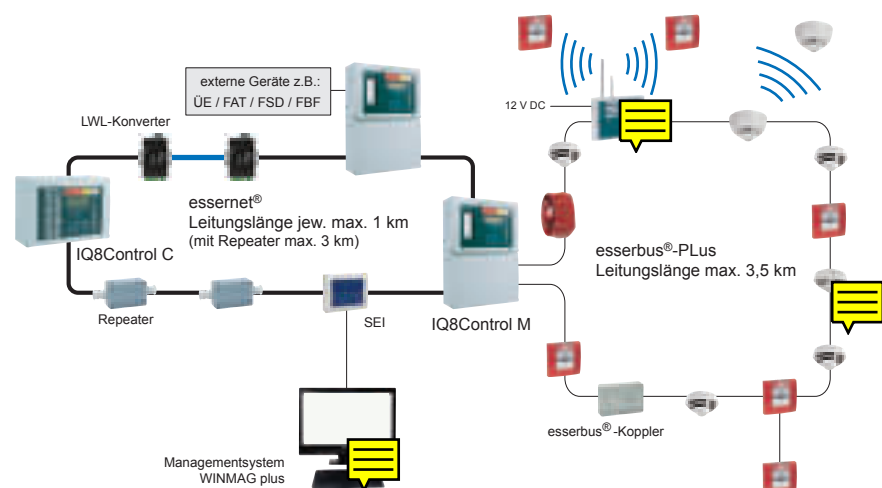 externe Geräte z.B.:
ÜE / FAT / FSD / FBF
LWL-Konverter
12 V DC
essernet®
Leitungslänge jew. max. 1 km
(mit Repeater max. 3 km)
IQ8Control C
esserbus®-PLus
Leitungslänge max. 3,5 km
Repeater
SEI
IQ8Control M
esserbus®-Koppler
Managementsystem
WINMAG plus